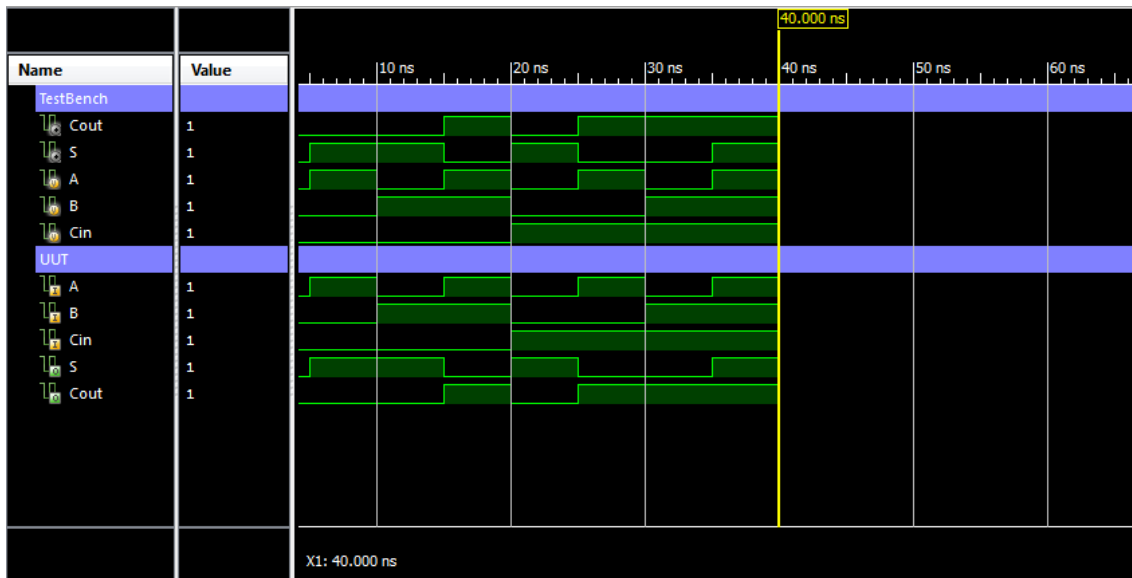 40.000 ns
Name Value
10 ns 20 ns 30 ns 40 ns 50 ns 60 ns
TestBench
Cout 1
S 1
A 1
B 1
Cin 1
UUT
A 1
B 1
Cin 1
S 1
Cout 1
X1: 40.000 ns